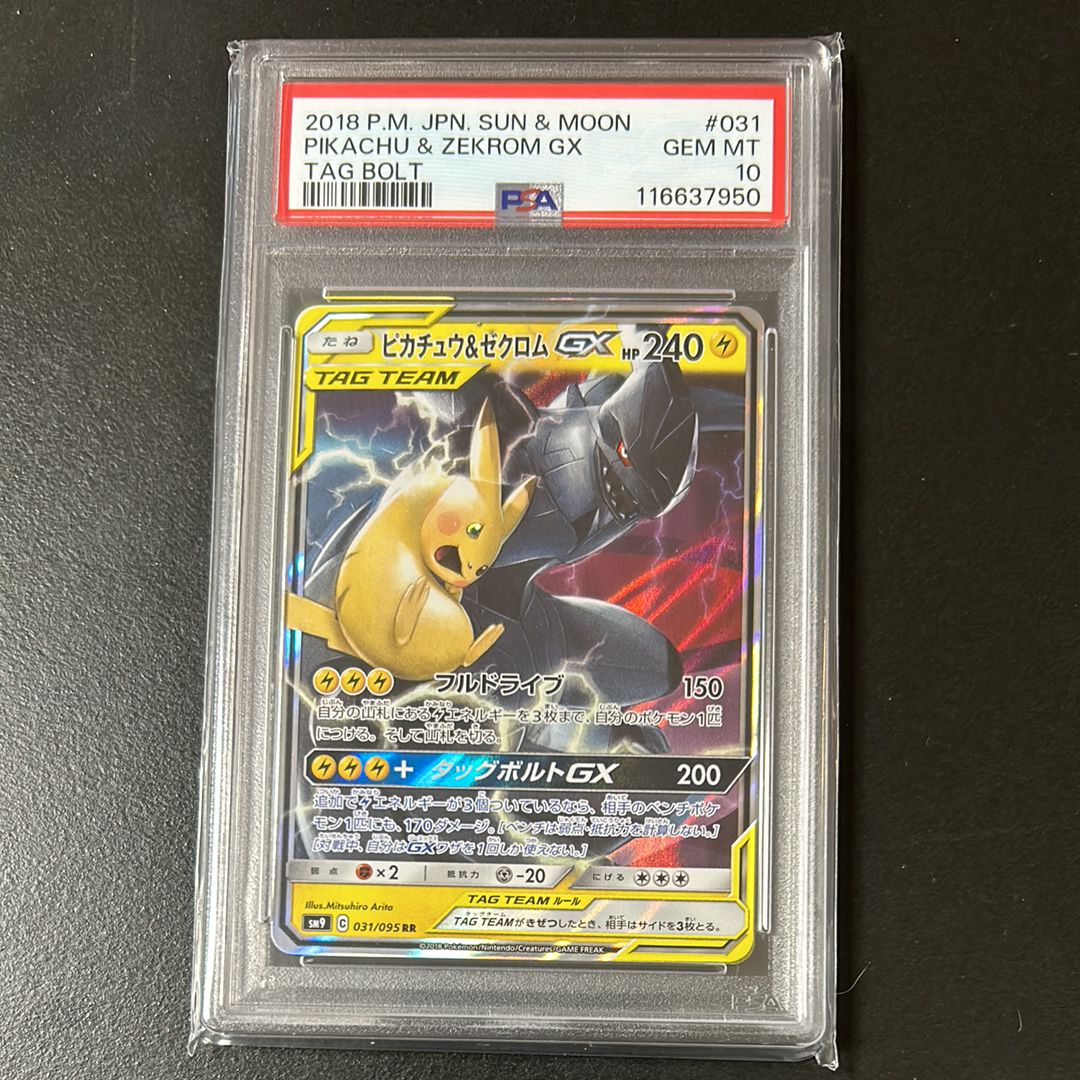 2018 P.M. JPN. SUN & MOON #031
PIKACHU & ZEKROM GX GEM MT
TAG BOLT 10
PSA 116637950
たね ピカチュウ&ゼクロムGX HP240
TAG TEAM
フルドライブ 150
自分の山札にあるエネルギーを3枚まで、自分のポケモン1匹
につける。そして山札を切る。
+ タッグボルトGX 200
追加でエネルギーが3個ついているなら、相手のベンチポケ
モン1匹にも、170ダメージ。[ベンチは弱点・抵抗力を計算しない。]
[対戦中、自分はGXワザを1回しか使えない。]
弱点 ×2 抵抗力 -20 にげる
Illus.Mitsuhiro Arita
TAG TEAM ルール
TAG TEAMがきぜつしたとき、相手はサイドを3枚とる。
SM9 C 031/095 RR
©2018 Pokémon/Nintendo/Creatures/GAME FREAK.
PSA